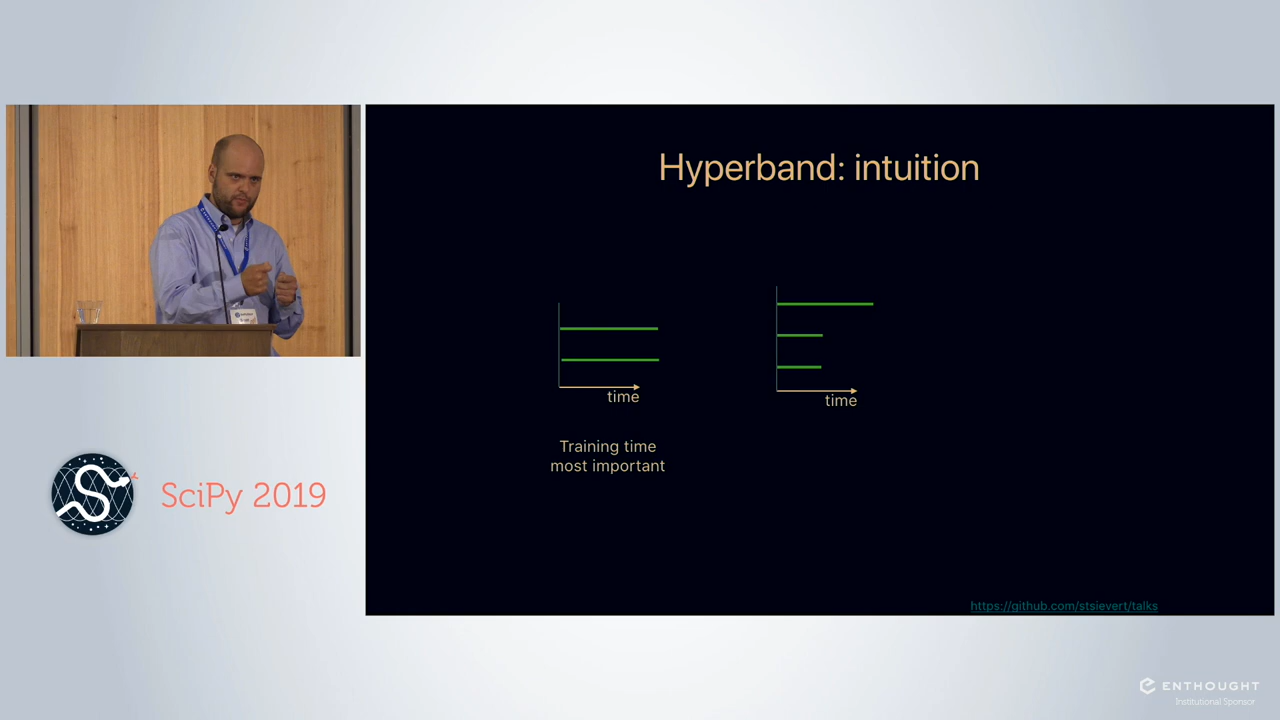 Hyperband: intuition
time
time
Training time
most important
https://github.com/stsievert/talks
SciPy 2019
ENTHOUGHT
Institutional Sponsor